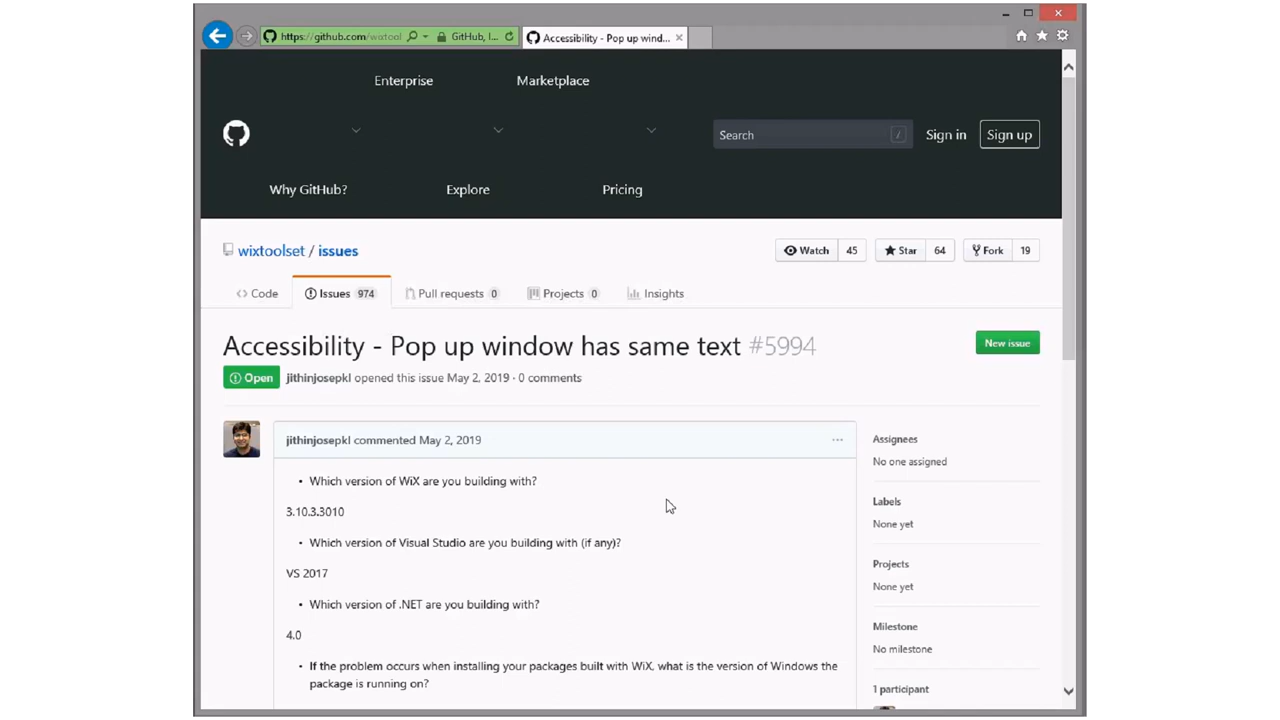 https://github.com/wixtool
GitHub, I...
Accessibility - Pop up wind...
Enterprise
Marketplace
Search
/
Sign in
Sign up
Why GitHub?
Explore
Pricing
wixtoolset / issues
Watch 45
Star 64
Fork 19
<> Code
Issues 974
Pull requests 0
Projects 0
Insights
Accessibility - Pop up window has same text #5994
New issue
Open
jithinjosepkl opened this issue May 2, 2019 · 0 comments
jithinjosepkl commented May 2, 2019
...
• Which version of WiX are you building with?
3.10.3.3010
• Which version of Visual Studio are you building with (if any)?
VS 2017
• Which version of .NET are you building with?
4.0
• If the problem occurs when installing your packages built with WiX, what is the version of Windows the
package is running on?
Assignees
No one assigned
Labels
None yet
Projects
None yet
Milestone
No milestone
1 participant